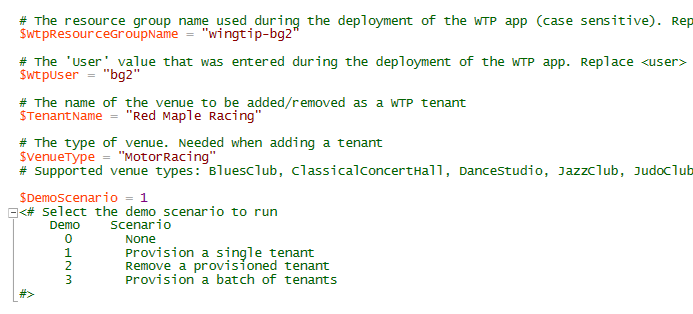 # The resource group name used during the deployment of the WTP app (case sensitive). Rep
$WtpResourceGroupName = "wingtip-bg2"
# The 'User' value that was entered during the deployment of the WTP app. Replace <user>
$WtpUser = "bg2"
# The name of the venue to be added/removed as a WTP tenant
$TenantName = "Red Maple Racing"
# The type of venue. Needed when adding a tenant
$VenueType = "MotorRacing"
# Supported venue types: BluesClub, ClassicalConcertHall, DanceStudio, JazzClub, JudoClub
$DemoScenario = 1
<# Select the demo scenario to run
Demo Scenario
0 None
1 Provision a single tenant
2 Remove a provisioned tenant
3 Provision a batch of tenants
#>